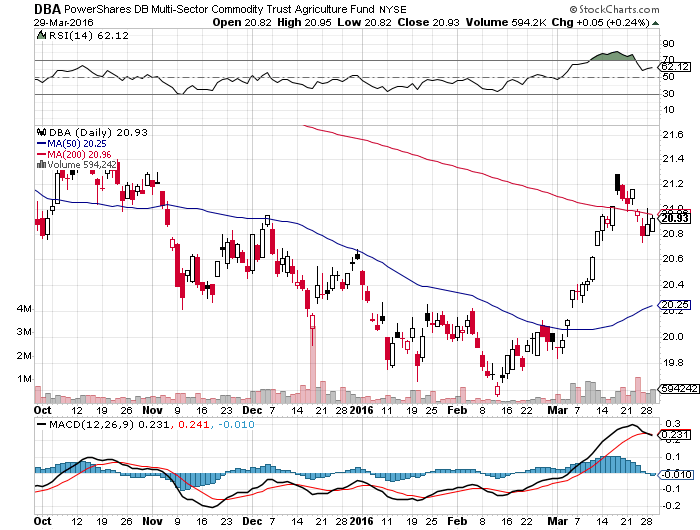 DBA PowerShares DB Multi-Sector Commodity Trust Agriculture Fund NYSE © StockCharts.com
29-Mar-2016 Open 20.82 High 20.95 Low 20.82 Close 20.93 Volume 594.2K Chg +0.05 (+0.24%)
RSI(14) 62.12
90
70
62.12
50
30
10
DBA (Daily) 20.93
MA(50) 20.25
MA(200) 20.96
Volume 594,242
21.6
21.4
21.2
21.0
20.93
20.8
20.6
20.4
20.25
20.2
20.0
19.8
19.6
594242
4M
3M
2M
1M
Oct 12 19 26 Nov 9 16 23 Dec 7 14 21 28 2016 11 19 25 Feb 8 16 22 Mar 7 14 21 28
MACD(12,26,9) 0.231, 0.241, -0.010
0.3
0.231
0.1
-0.010
-0.1
-0.2
Oct 12 19 26 Nov 9 16 23 Dec 7 14 21 28 2016 11 19 25 Feb 8 16 22 Mar 7 14 21 28